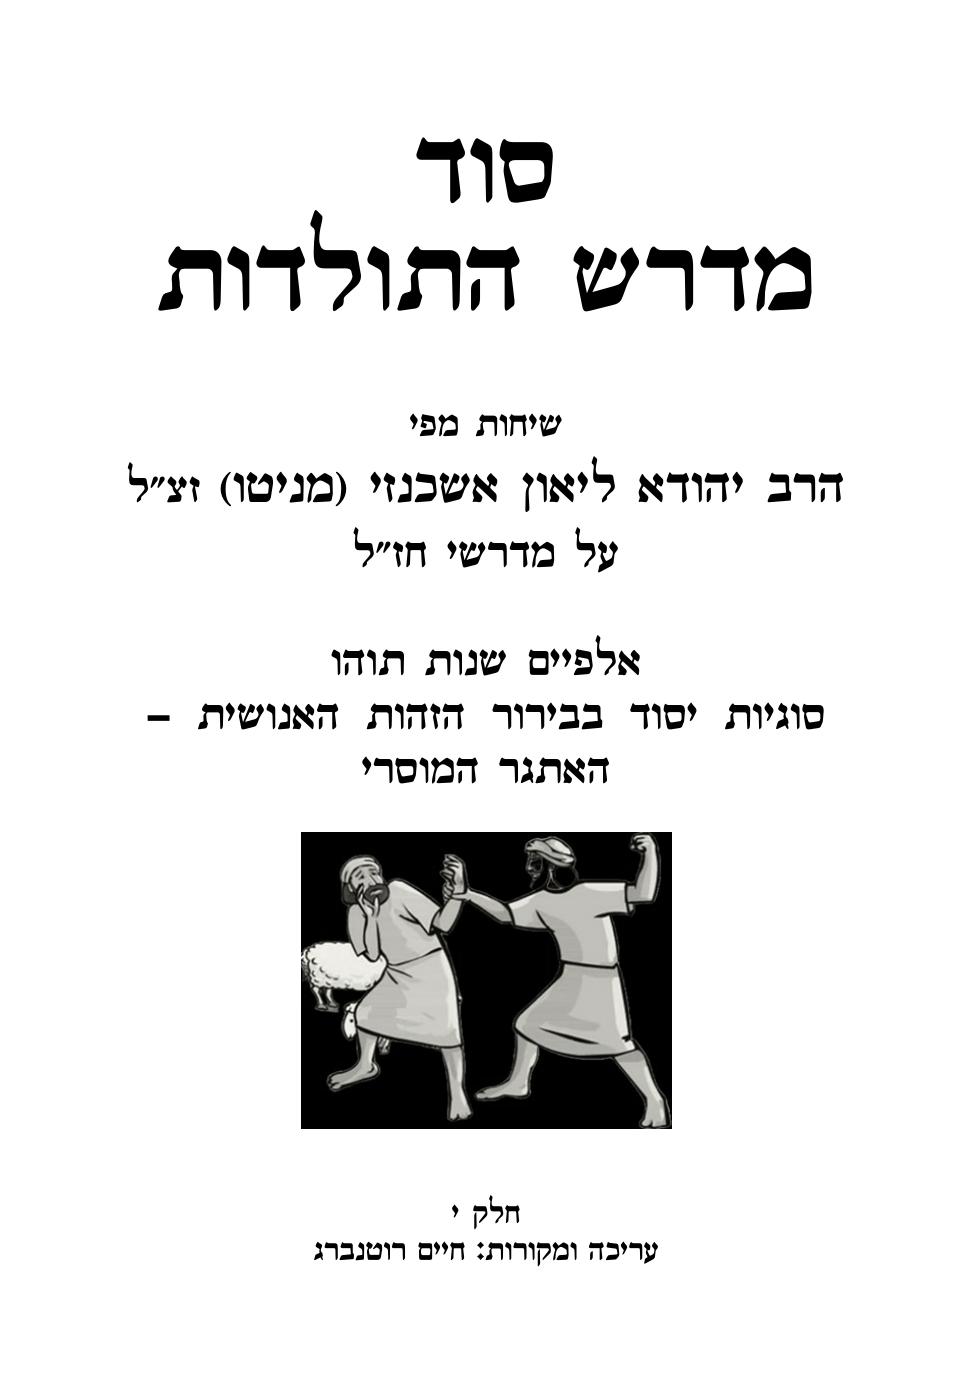 סוד
מדרש התולדות
שיחות מפי
הרב יהודא ליאון אשכנזי (מניטו) זצ״ל
על מדרשי חז״ל
אלפיים שנות תוהו
סוגיות יסוד בבירור הזהות האנושית –
האתגר המוסרי
חלק י
עריכה ומקורות: חיים רוטנברג